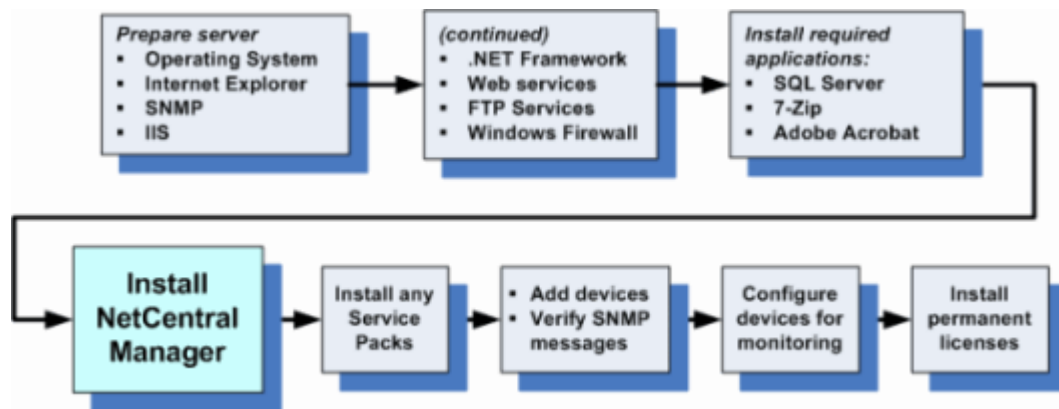 Prepare server
▪ Operating System
▪ Internet Explorer
▪ SNMP
▪ IIS
(continued)
▪ .NET Framework
▪ Web services
▪ FTP Services
▪ Windows Firewall
Install required
applications:
▪ SQL Server
▪ 7-Zip
▪ Adobe Acrobat
Install
NetCentral
Manager
Install any
Service
Packs
▪ Add devices
▪ Verify SNMP
messages
Configure
devices for
monitoring
Install
permanent
licenses